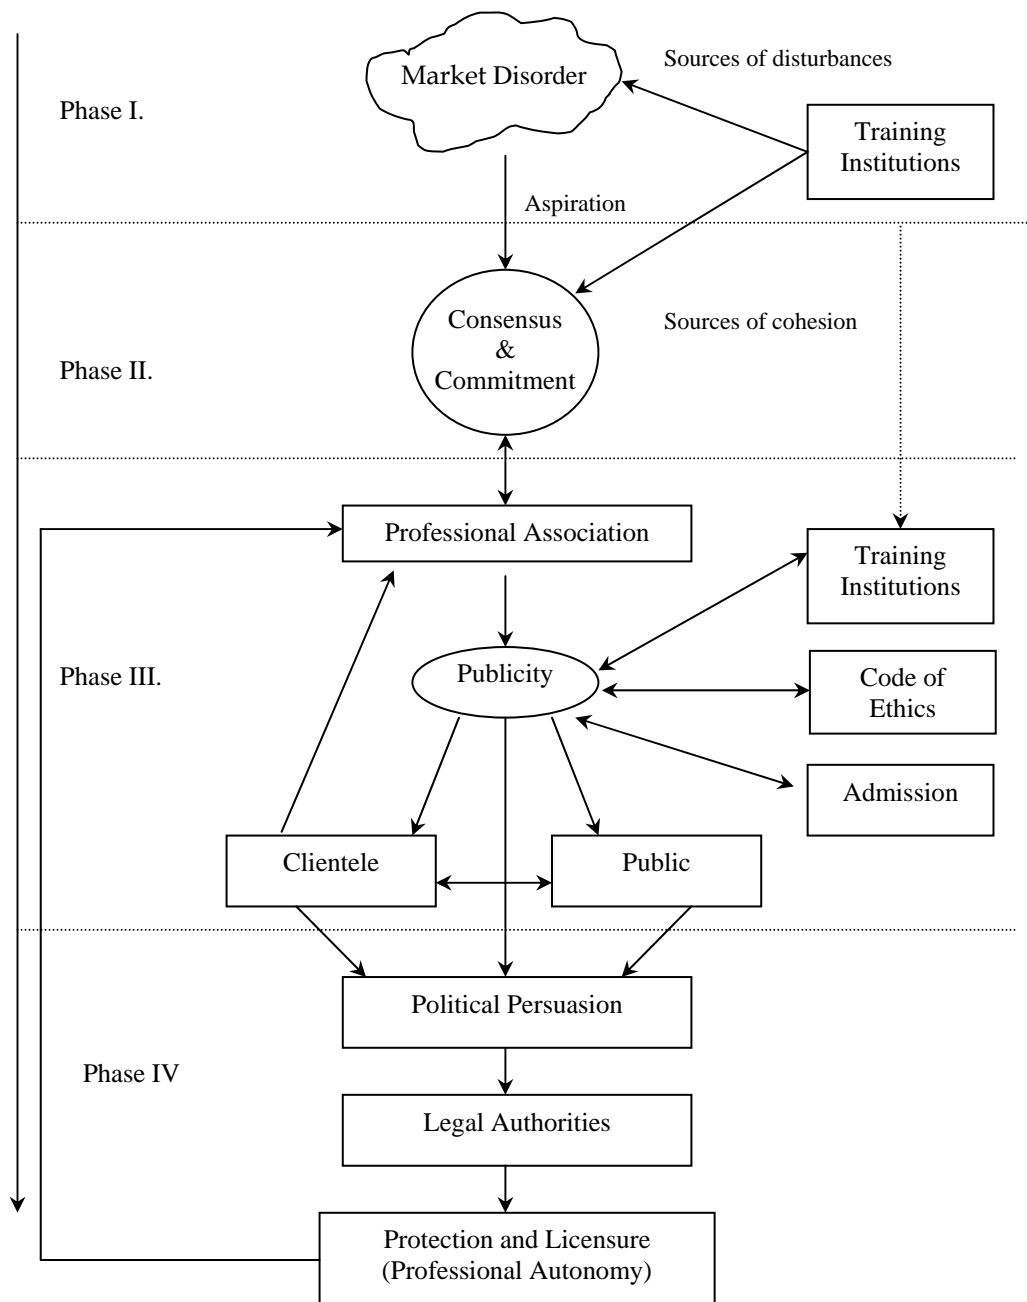 Market Disorder
Sources of disturbances
Phase I.
Training
Institutions
Aspiration
Consensus
&
Commitment
Sources of cohesion
Phase II.
Professional Association
Training
Institutions
Phase III.
Publicity
Code of
Ethics
Admission
Clientele
Public
Political Persuasion
Phase IV
Legal Authorities
Protection and Licensure
(Professional Autonomy)